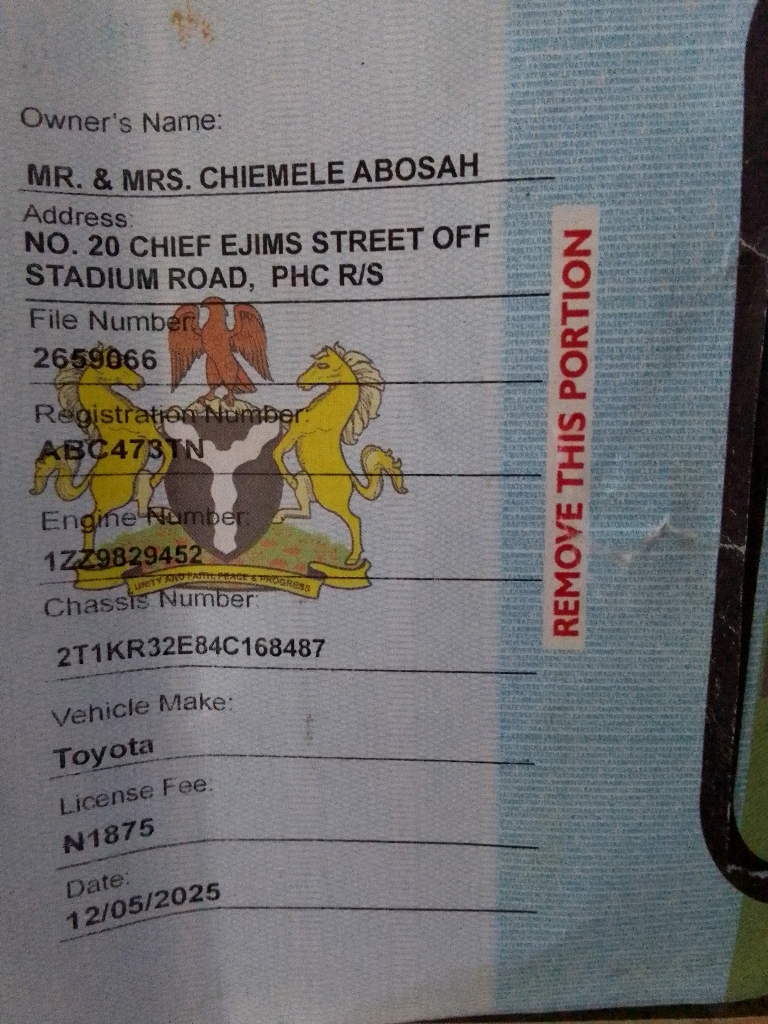 Owner's Name:
MR. & MRS. CHIEMELE ABOSAH
Address:
NO. 20 CHIEF EJIMS STREET OFF
STADIUM ROAD, PHC R/S
File Number:
2659066
Registration Number:
ABC473TN
Engine Number:
1ZZ9829452
UNITY AND FAITH, PEACE & PROGRESS
Chassis Number:
2T1KR32E84C168487
Vehicle Make:
Toyota
License Fee:
N1875
Date:
12/05/2025
REMOVE THIS PORTION